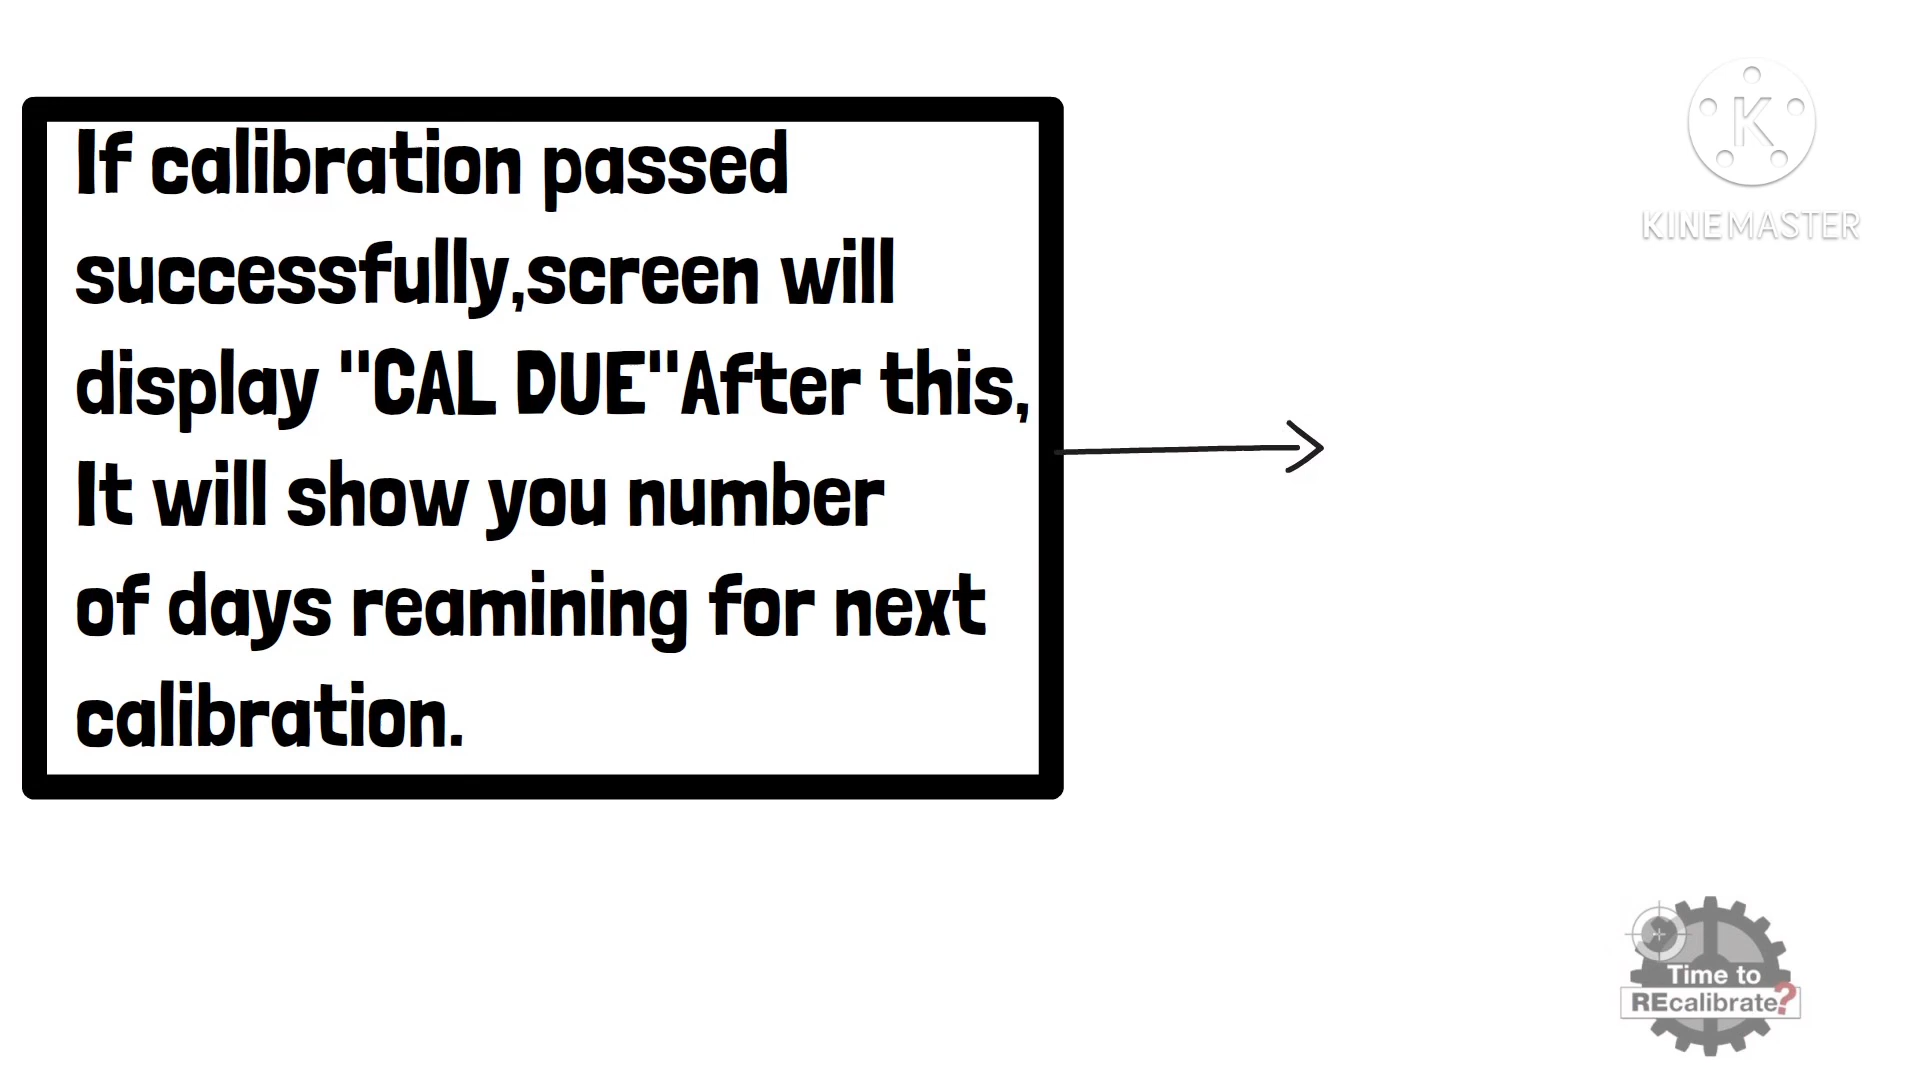 If calibration passed
successfully,screen will
display "CAL DUE"After this,
It will show you number
of days reamining for next
calibration.
K
KINEMASTER
Time to
REcalibrate?